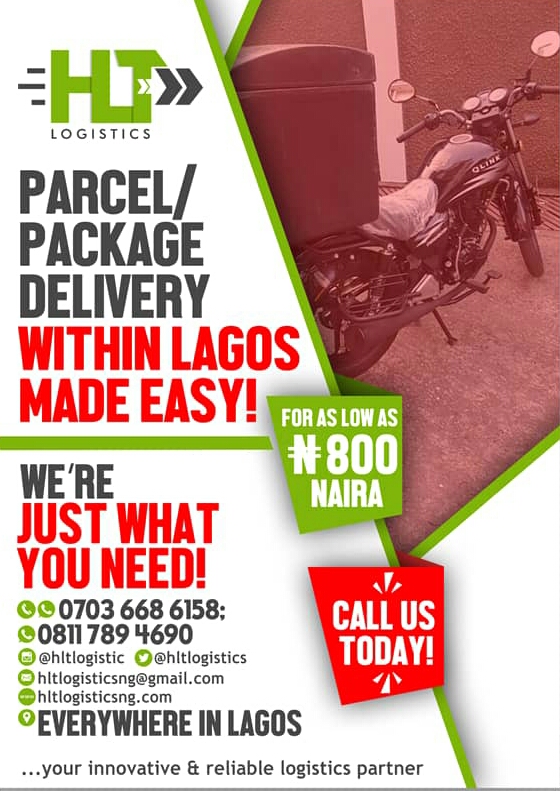 HLT
LOGISTICS
QLINK
PARCEL/
PACKAGE
DELIVERY
WITHIN LAGOS
MADE EASY!
FOR AS LOW AS
₦800
NAIRA
WE'RE
JUST WHAT
YOU NEED!
0703 668 6158;
0811 789 4690
@hltlogistic @hltlogistics
hltlogisticsng@gmail.com
hltlogisticsng.com
EVERYWHERE IN LAGOS
CALL US
TODAY!
...your innovative & reliable logistics partner